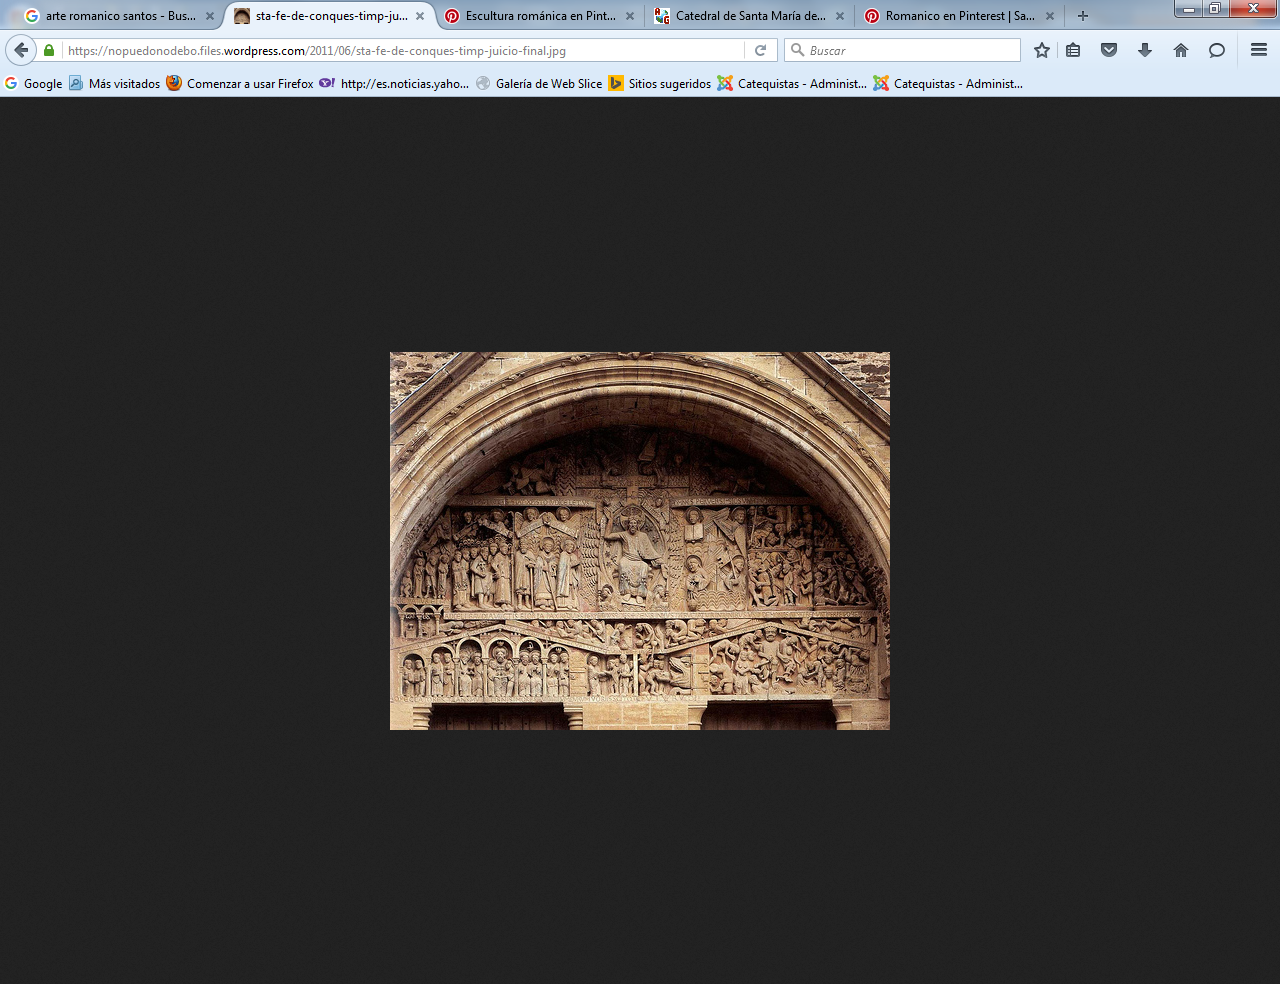 arte romanico santos - Bus...
sta-fe-de-conques-timp-ju...
Escultura románica en Pint...
Catedral de Santa María de...
Romanico en Pinterest | Sa...
https://nopuedonodebo.files.wordpress.com/2011/06/sta-fe-de-conques-timp-juicio-final.jpg
Buscar
Google
Más visitados
Comenzar a usar Firefox
http://es.noticias.yaho...
Galería de Web Slice
Sitios sugeridos
Catequistas - Administ...
Catequistas - Administ...